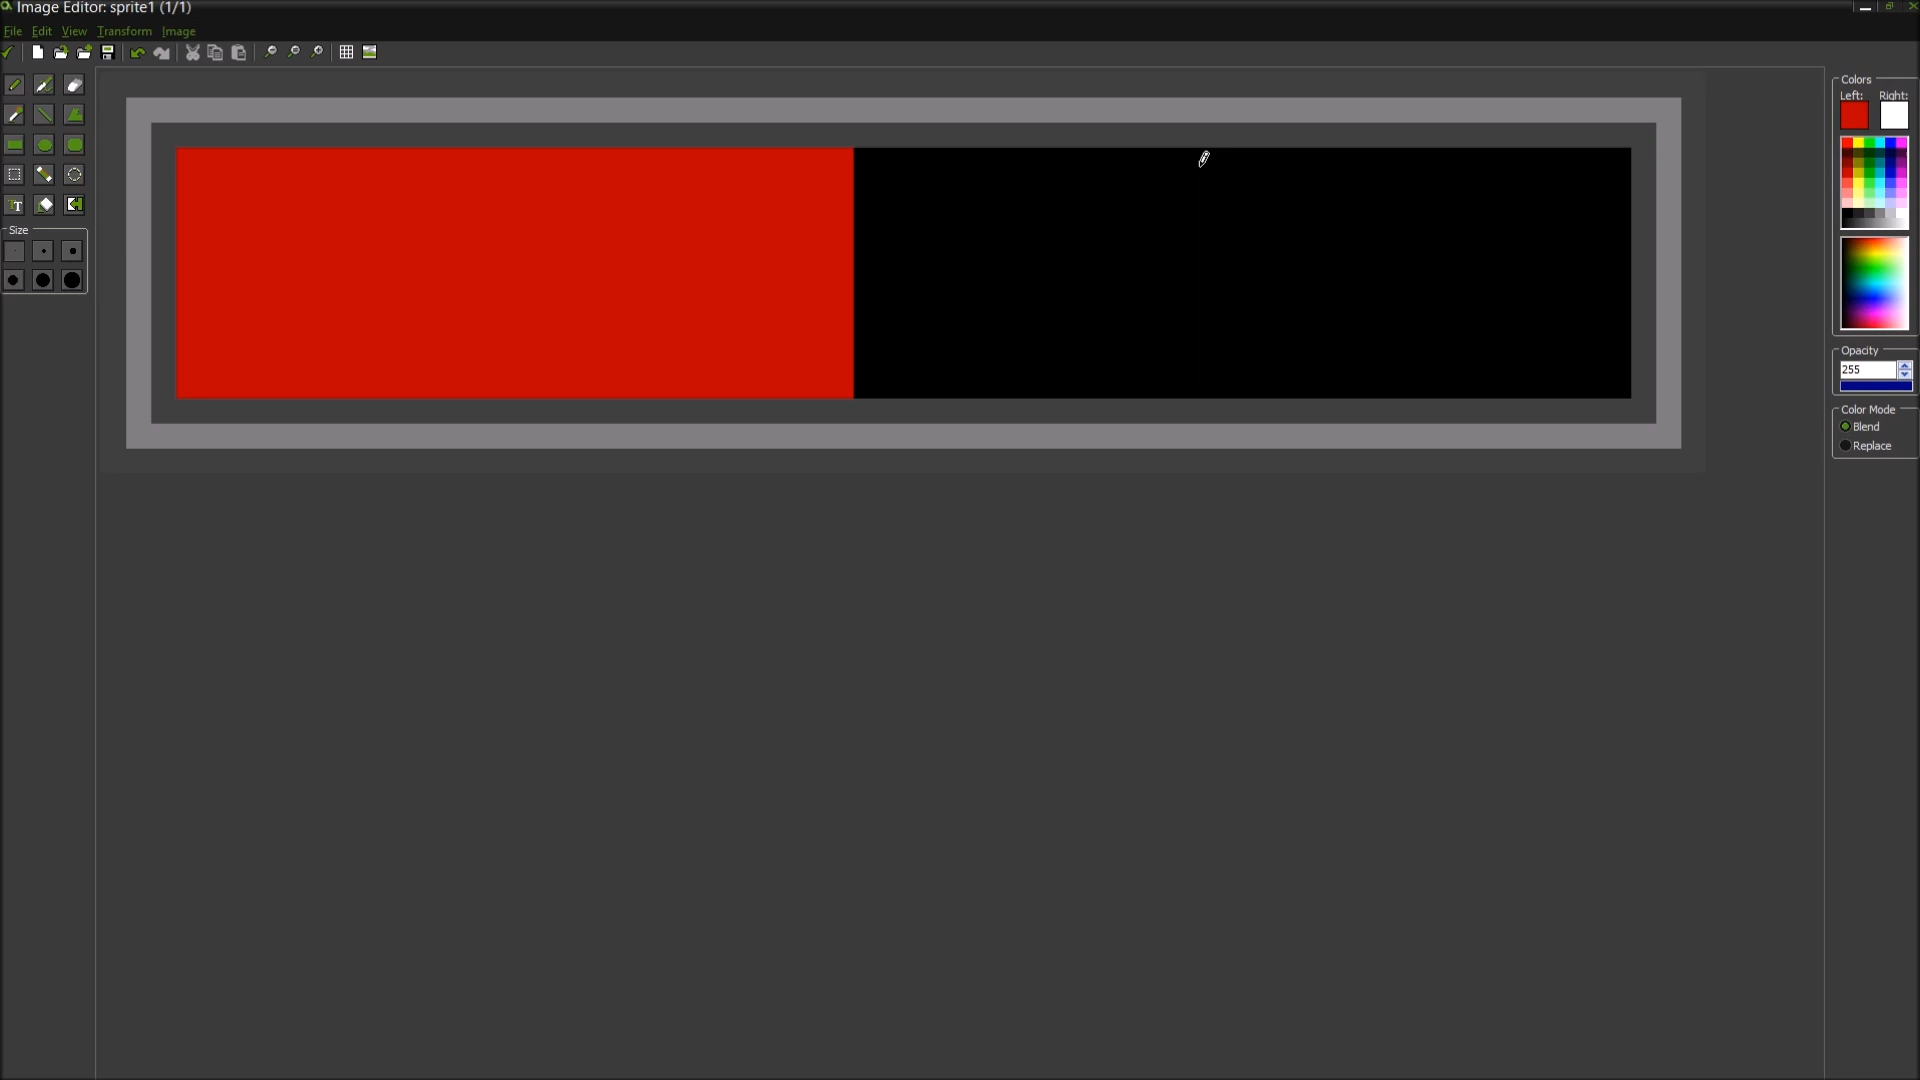 Image Editor: sprite1 (1/1)
File Edit View Transform Image
Colors
Left: Right:
TT
Size
Opacity
255
Color Mode
Blend
Replace